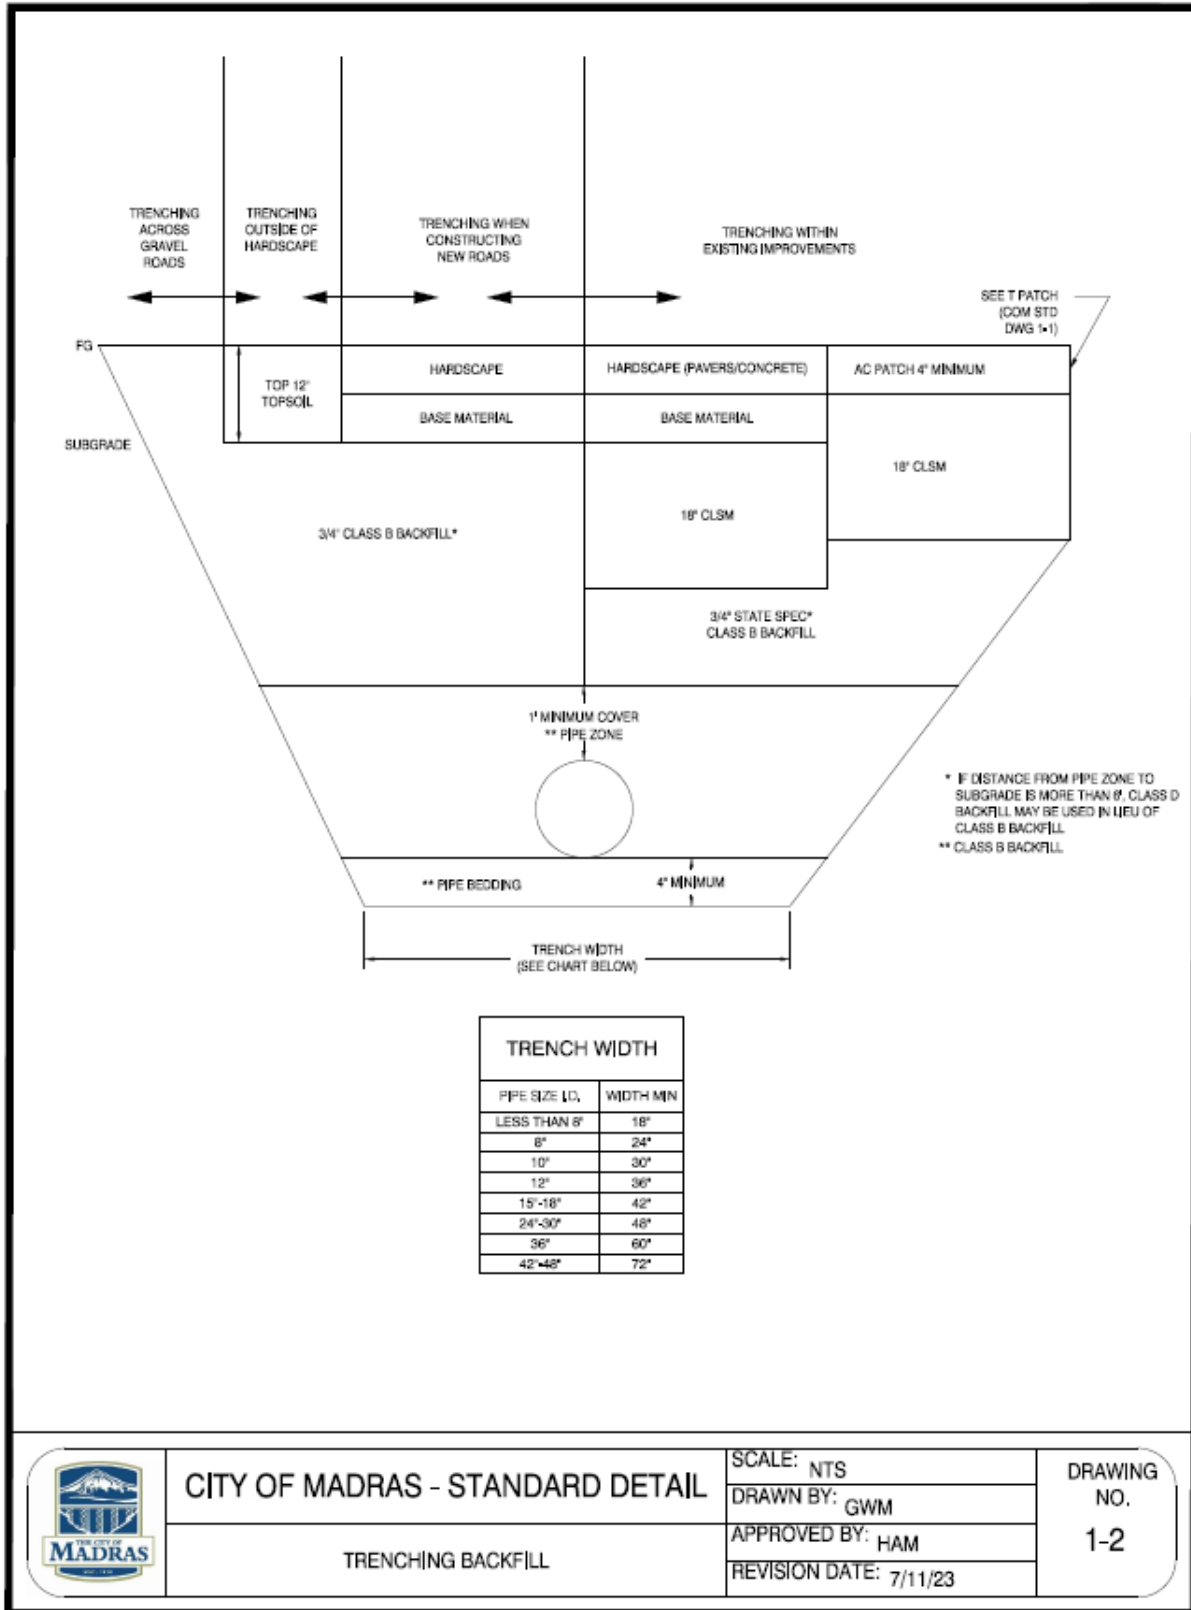 TRENCHING
ACROSS
GRAVEL
ROADS
TRENCHING
OUTSIDE OF
HARDSCAPE
TRENCHING WHEN
CONSTRUCTING
NEW ROADS
TRENCHING WITHIN
EXISTING IMPROVEMENTS
SEE T PATCH
(COM STD
DWG 1-1)
FG
TOP 12"
TOPSOIL
HARDSCAPE
HARDSCAPE (PAVERS/CONCRETE)
AC PATCH 4" MINIMUM
BASE MATERIAL
BASE MATERIAL
SUBGRADE
18" CLSM
18" CLSM
3/4" CLASS B BACKFILL*
3/4" STATE SPEC*
CLASS B BACKFILL
1' MINIMUM COVER
** PIPE ZONE
* IF DISTANCE FROM PIPE ZONE TO
SUBGRADE IS MORE THAN 6', CLASS D
BACKFILL MAY BE USED IN LIEU OF
CLASS B BACKFILL
** CLASS B BACKFILL
** PIPE BEDDING
4" MINIMUM
TRENCH WIDTH
(SEE CHART BELOW)
TRENCH WIDTH
PIPE SIZE I.D. WIDTH MIN
LESS THAN 8" 18"
8" 24"
10" 30"
12" 36"
15"-18" 42"
24"-30" 48"
36" 60"
42"-48" 72"
THE CITY OF
MADRAS
CITY OF MADRAS - STANDARD DETAIL
TRENCHING BACKFILL
SCALE: NTS
DRAWN BY: GWM
APPROVED BY: HAM
REVISION DATE: 7/11/23
DRAWING
NO.
1-2